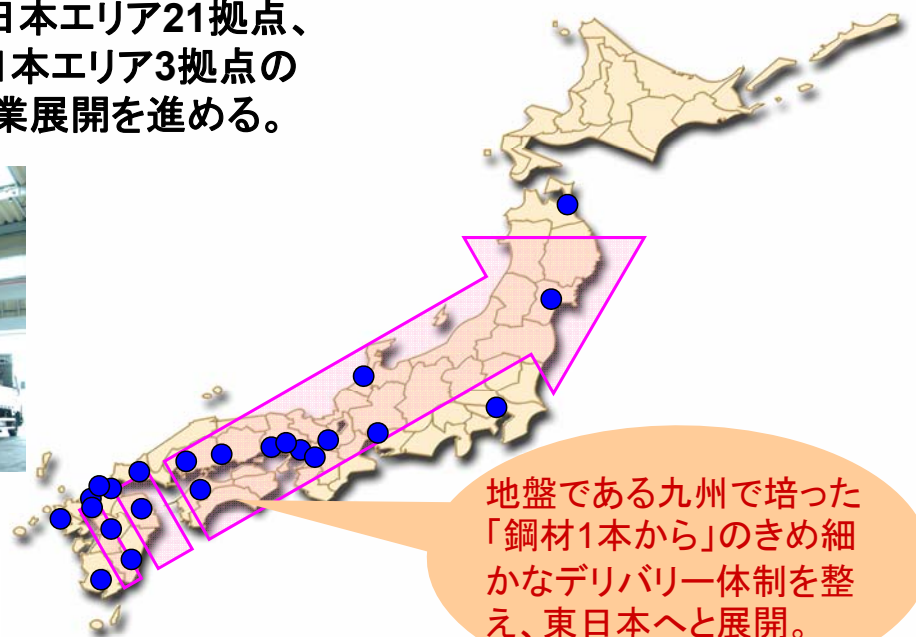 日本エリア21拠点、
日本エリア3拠点の
業展開を進める。
地盤である九州で培った
「鋼材1本から」のきめ細
かなデリバリー体制を整
え、東日本へと展開。